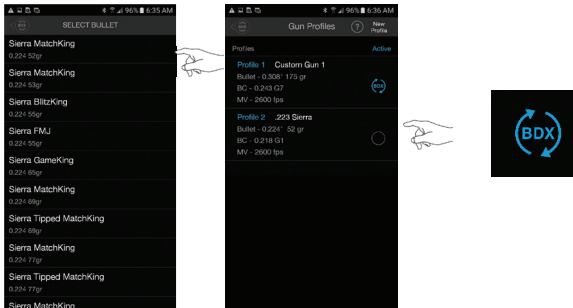 96% 6:35 AM
BDX
SELECT BULLET
Sierra MatchKing
0.224 52gr
Sierra MatchKing
0.224 53gr
Sierra BlitzKing
0.224 55gr
Sierra FMJ
0.224 55gr
Sierra GameKing
0.224 65gr
Sierra MatchKing
0.224 69gr
Sierra Tipped MatchKing
0.224 69gr
Sierra MatchKing
0.224 77gr
Sierra Tipped MatchKing
0.224 77gr
Sierra MatchKing
96% 6:36 AM
BDX
Gun Profiles
?
New
Profile
Profiles
Active
Profile 1 Custom Gun 1
Bullet - 0.308" 175 gr
BC - 0.243 G7
MV - 2600 fps
BDX
Profile 2 .223 Sierra
Bullet - 0.224" 52 gr
BC - 0.218 G1
MV - 2600 fps
BDX